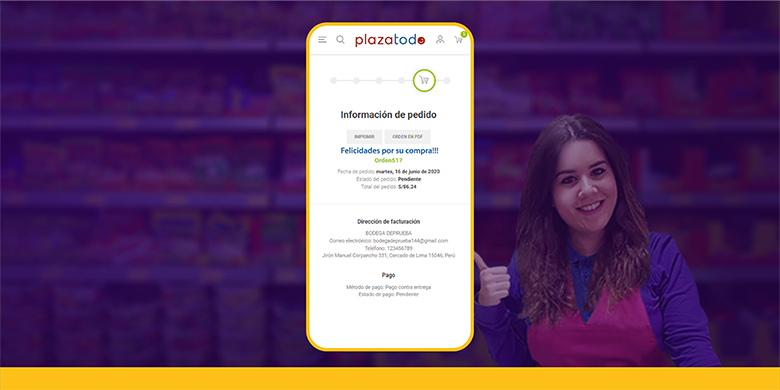 plazatodo
Información de pedido
IMPRIMIR ORDEN EN PDF
Felicidades por su compra!!!
Orden517
Fecha de pedido: martes, 16 de junio de 2020
Estado del pedido: Pendiente
Total del pedido: S/66.24
Dirección de facturación
BODEGA DEPRUEBA
Correo electrónico: bodegadeprueba144@gmail.com
Teléfono: 123456789
Jirón Manuel Corpancho 331, Cercado de Lima 15046, Perú
Pago
Método de pago: Pago contra entrega
Estado de pago: Pendiente